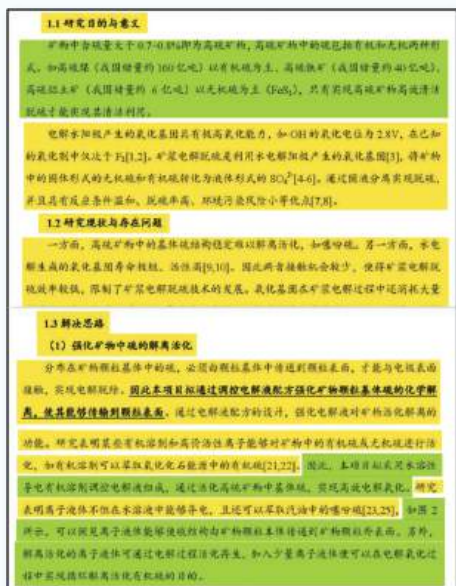 1.1 研究目的与意义
矿物中含硫量大于 0.7-0.8%即为高硫矿物，高硫矿物中的硫包括有机和无机两种形
式。如高硫煤（我国储量约 160 亿吨）以有机硫为主、高硫铁矿（我国储量约 40 亿吨）、
高硫铝土矿（我国储量约 6 亿吨）以无机硫为主（FeS₂），只有实现高硫矿物高效清洁
脱硫才能实现其清洁利用。
电解水阳极产生的氧化基团具有极高氧化能力，如·OH 的氧化电位为 2.8V，在已知
的氧化剂中仅次于 F₂[1,2]。矿浆电解脱硫是利用水电解阳极产生的氧化基团[3]，将矿物
中的固体形式的无机硫和有机硫转化为液体形式的 SO₄²⁻[4-6]。通过固液分离实现脱硫，
并且具有反应条件温和、脱硫率高、环境污染风险小等优点[7,8]。
1.2 研究现状与存在问题
一方面，高硫矿物中的基体硫结构稳定难以解离活化，如噻吩硫。另一方面，水电
解生成的氧化基团寿命极短、活性高[9,10]。因此两者接触机会较少，使得矿浆电解脱
硫效率较低，限制了矿浆电解脱硫技术的发展。氧化基团在矿浆电解过程中还消耗大量
1.3 解决思路
（1）强化矿物中硫的解离活化
分布在矿物颗粒基体中的硫，必须由颗粒基体中传递到颗粒表面，才能与电极表面
接触，实现电解脱除。因此本项目拟通过调控电解液配方强化矿物颗粒基体硫的化学解
离，使其能够传输到颗粒表面。通过电解液配方的设计，强化电解液对矿物活化解离的
功能。研究表明某些有机溶剂和高价活性离子能够对矿物中的有机硫及无机硫进行活
化，如有机溶剂可以萃取氧化化石能源中的有机硫[21,22]。因此，本项目拟采用水溶性
导电有机溶剂调控电解液组成，通过活化高硫矿物中基体硫，实现高效电解氧化。研究
表明离子液体不但在水溶液中能够导电，且还可以萃取汽油中的噻吩硫[23,25]。如图 2
所示，可以预见离子液体能够使硫结构由矿物颗粒本体传递到矿物颗粒外表面。另外，
解离活化的离子液体可通过电解过程活化再生，加入少量离子液体便可以在电解氧化过
程中实现循环解离活化有机硫的目的。